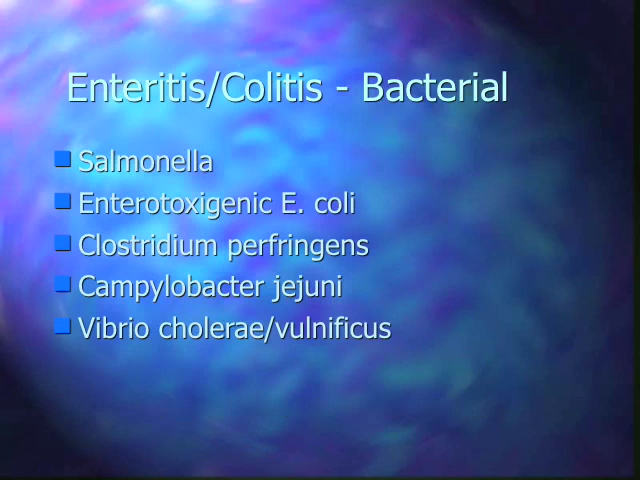 Enteritis/Colitis - Bacterial
Salmonella
Enterotoxigenic E. coli
Clostridium perfringens
Campylobacter jejuni
Vibrio cholerae/vulnificus